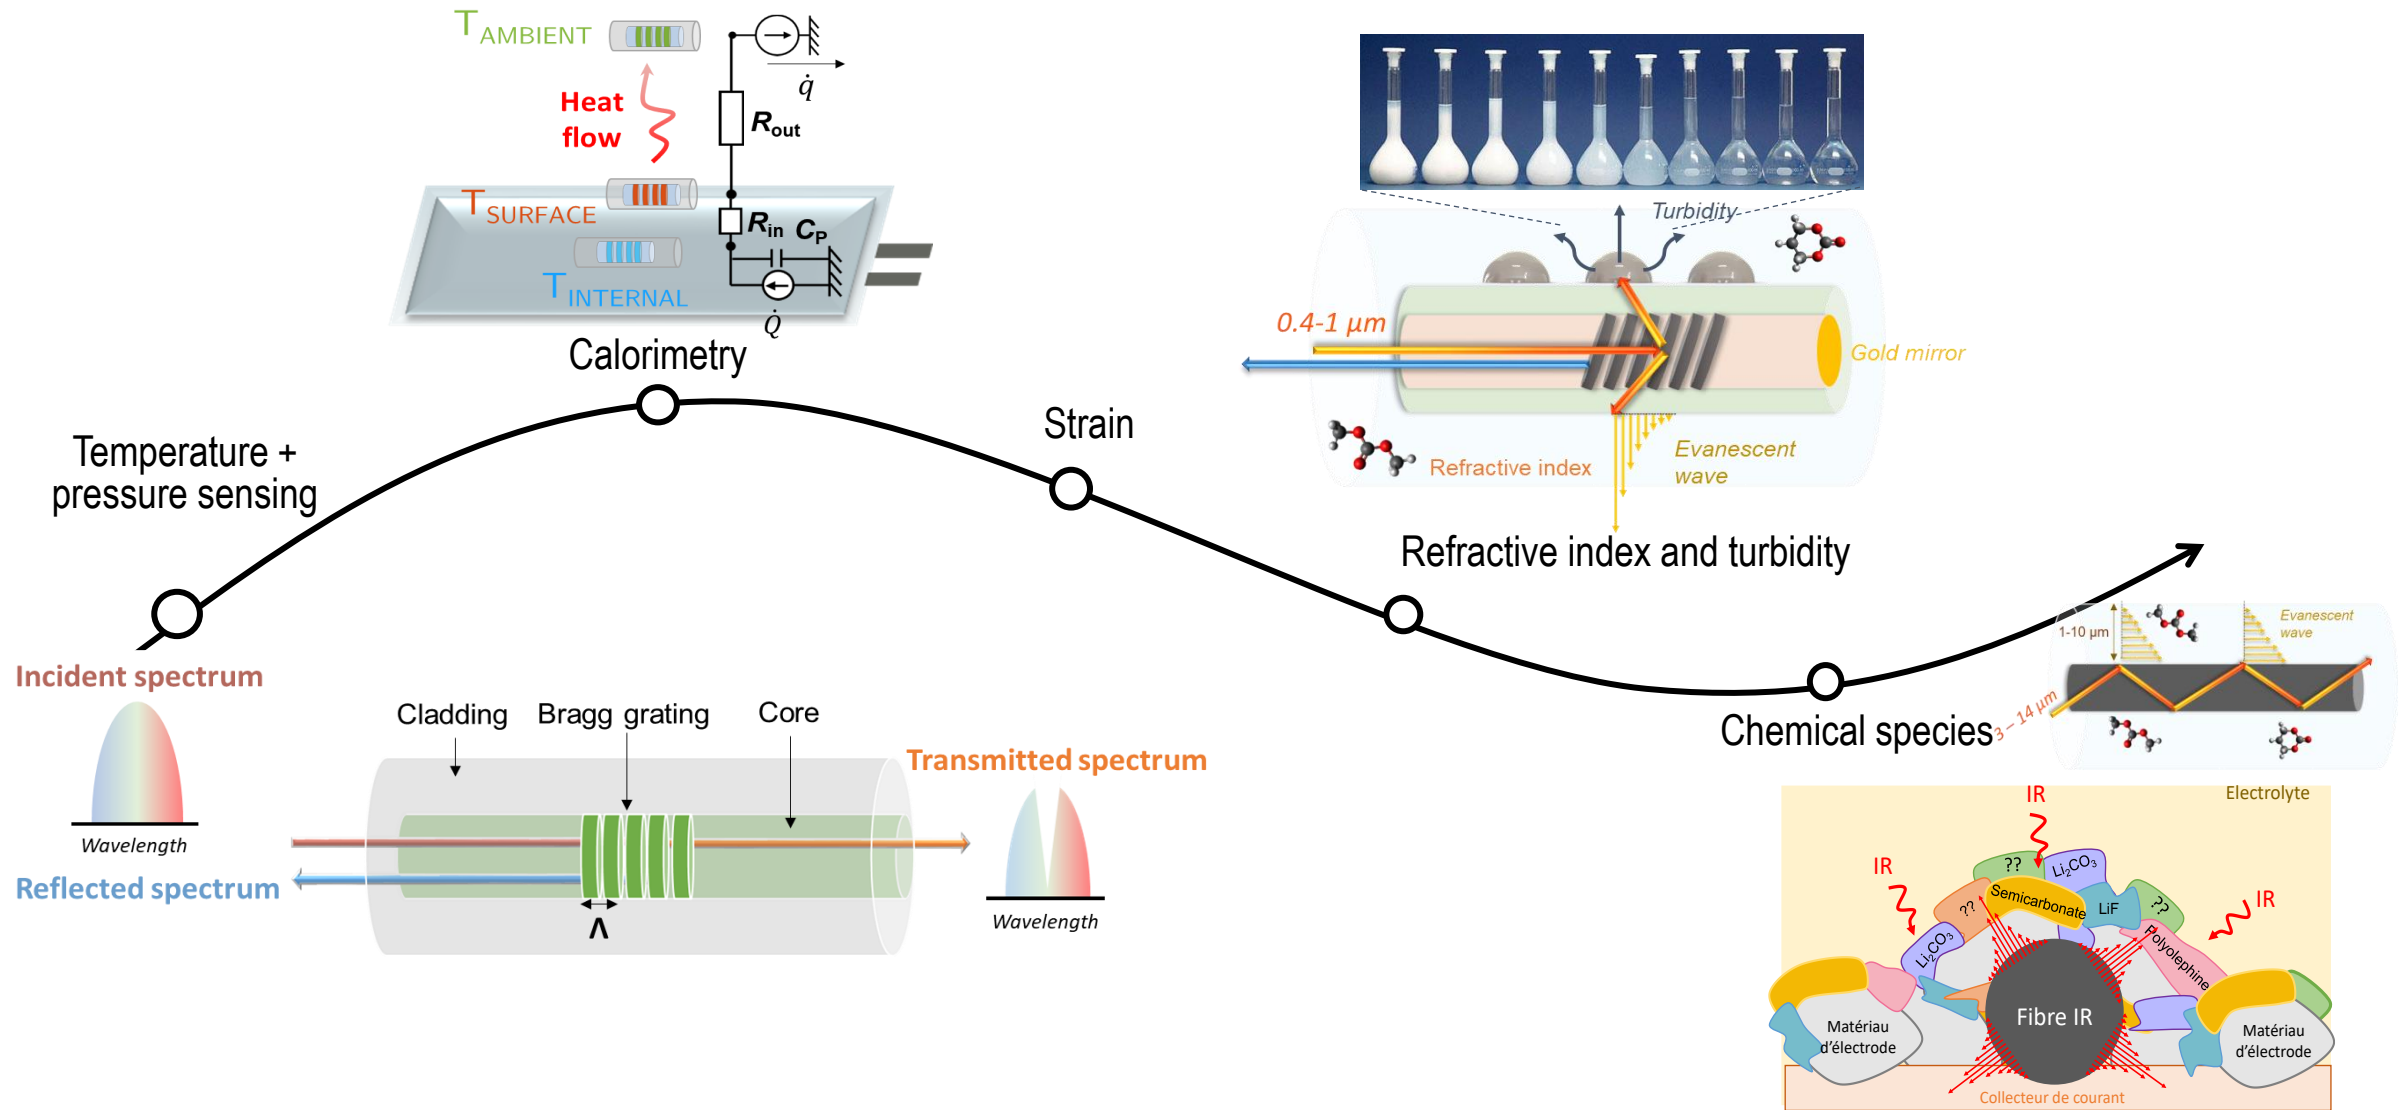 T AMBIENT
Heat
flow
q̇
Rout
T SURFACE
Rin
CP
T INTERNAL
Q̇
Calorimetry
Temperature +
pressure sensing
Strain
Turbidity
0.4-1 µm
Gold mirror
Refractive index
Evanescent
wave
Refractive index and turbidity
Incident spectrum
Wavelength
Reflected spectrum
Cladding
Bragg grating
Core
Λ
Transmitted spectrum
Wavelength
Chemical species
1-10 µm
Evanescent
wave
3 – 14 µm
Electrolyte
IR
IR
IR
??
Li₂CO₃
Semicarbonate
??
LiF
??
Li₂CO₃
Polyolephine
Fibre IR
Matériau
d'électrode
Matériau
d'électrode
Collecteur de courant